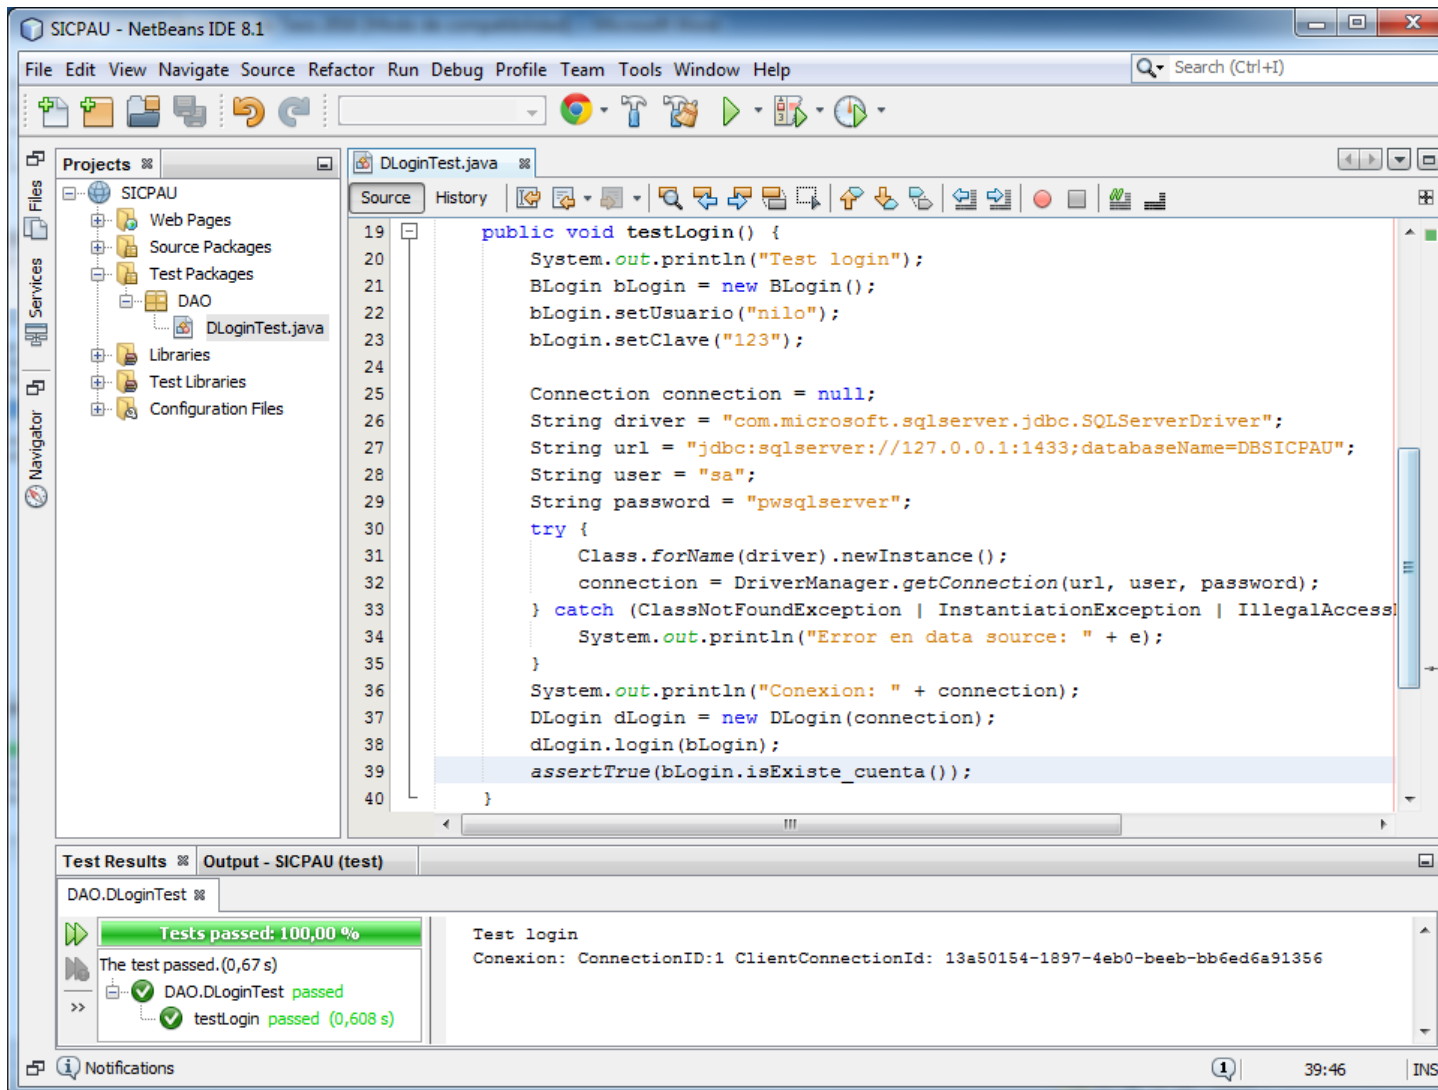 SICPAU - NetBeans IDE 8.1
File Edit View Navigate Source Refactor Run Debug Profile Team Tools Window Help
Search (Ctrl+I)
Files
Services
Navigator
Projects
SICPAU
Web Pages
Source Packages
Test Packages
DAO
DLoginTest.java
Libraries
Test Libraries
Configuration Files
DLoginTest.java
Source History
19 public void testLogin() {
20 System.out.println("Test login");
21 BLogin bLogin = new BLogin();
22 bLogin.setUsuario("nilo");
23 bLogin.setClave("123");
24
25 Connection connection = null;
26 String driver = "com.microsoft.sqlserver.jdbc.SQLServerDriver";
27 String url = "jdbc:sqlserver://127.0.0.1:1433;databaseName=DBSICPAU";
28 String user = "sa";
29 String password = "pwsqlserver";
30 try {
31 Class.forName(driver).newInstance();
32 connection = DriverManager.getConnection(url, user, password);
33 } catch (ClassNotFoundException | InstantiationException | IllegalAccess
34 System.out.println("Error en data source: " + e);
35 }
36 System.out.println("Conexion: " + connection);
37 DLogin dLogin = new DLogin(connection);
38 dLogin.login(bLogin);
39 assertTrue(bLogin.isExiste_cuenta());
40 }
Test Results Output - SICPAU (test)
DAO.DLoginTest
Tests passed: 100,00 %
The test passed.(0,67 s)
DAO.DLoginTest passed
testLogin passed (0,608 s)
Test login
Conexion: ConnectionID:1 ClientConnectionId: 13a50154-1897-4eb0-beeb-bb6ed6a91356
Notifications
1
39:46
INS